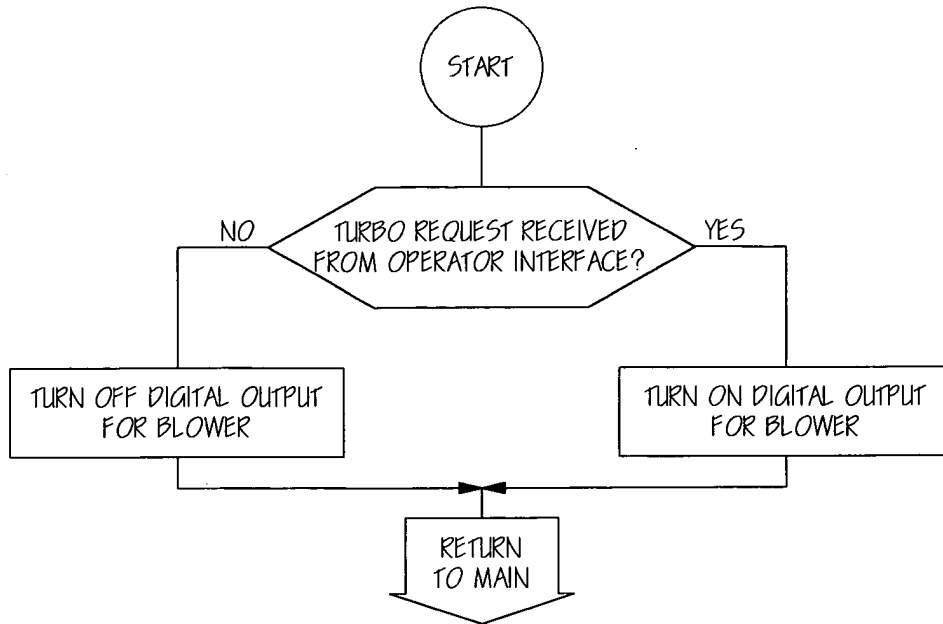 START
NO
TURBO REQUEST RECEIVED
FROM OPERATOR INTERFACE?
YES
TURN OFF DIGITAL OUTPUT
FOR BLOWER
TURN ON DIGITAL OUTPUT
FOR BLOWER
RETURN
TO MAIN